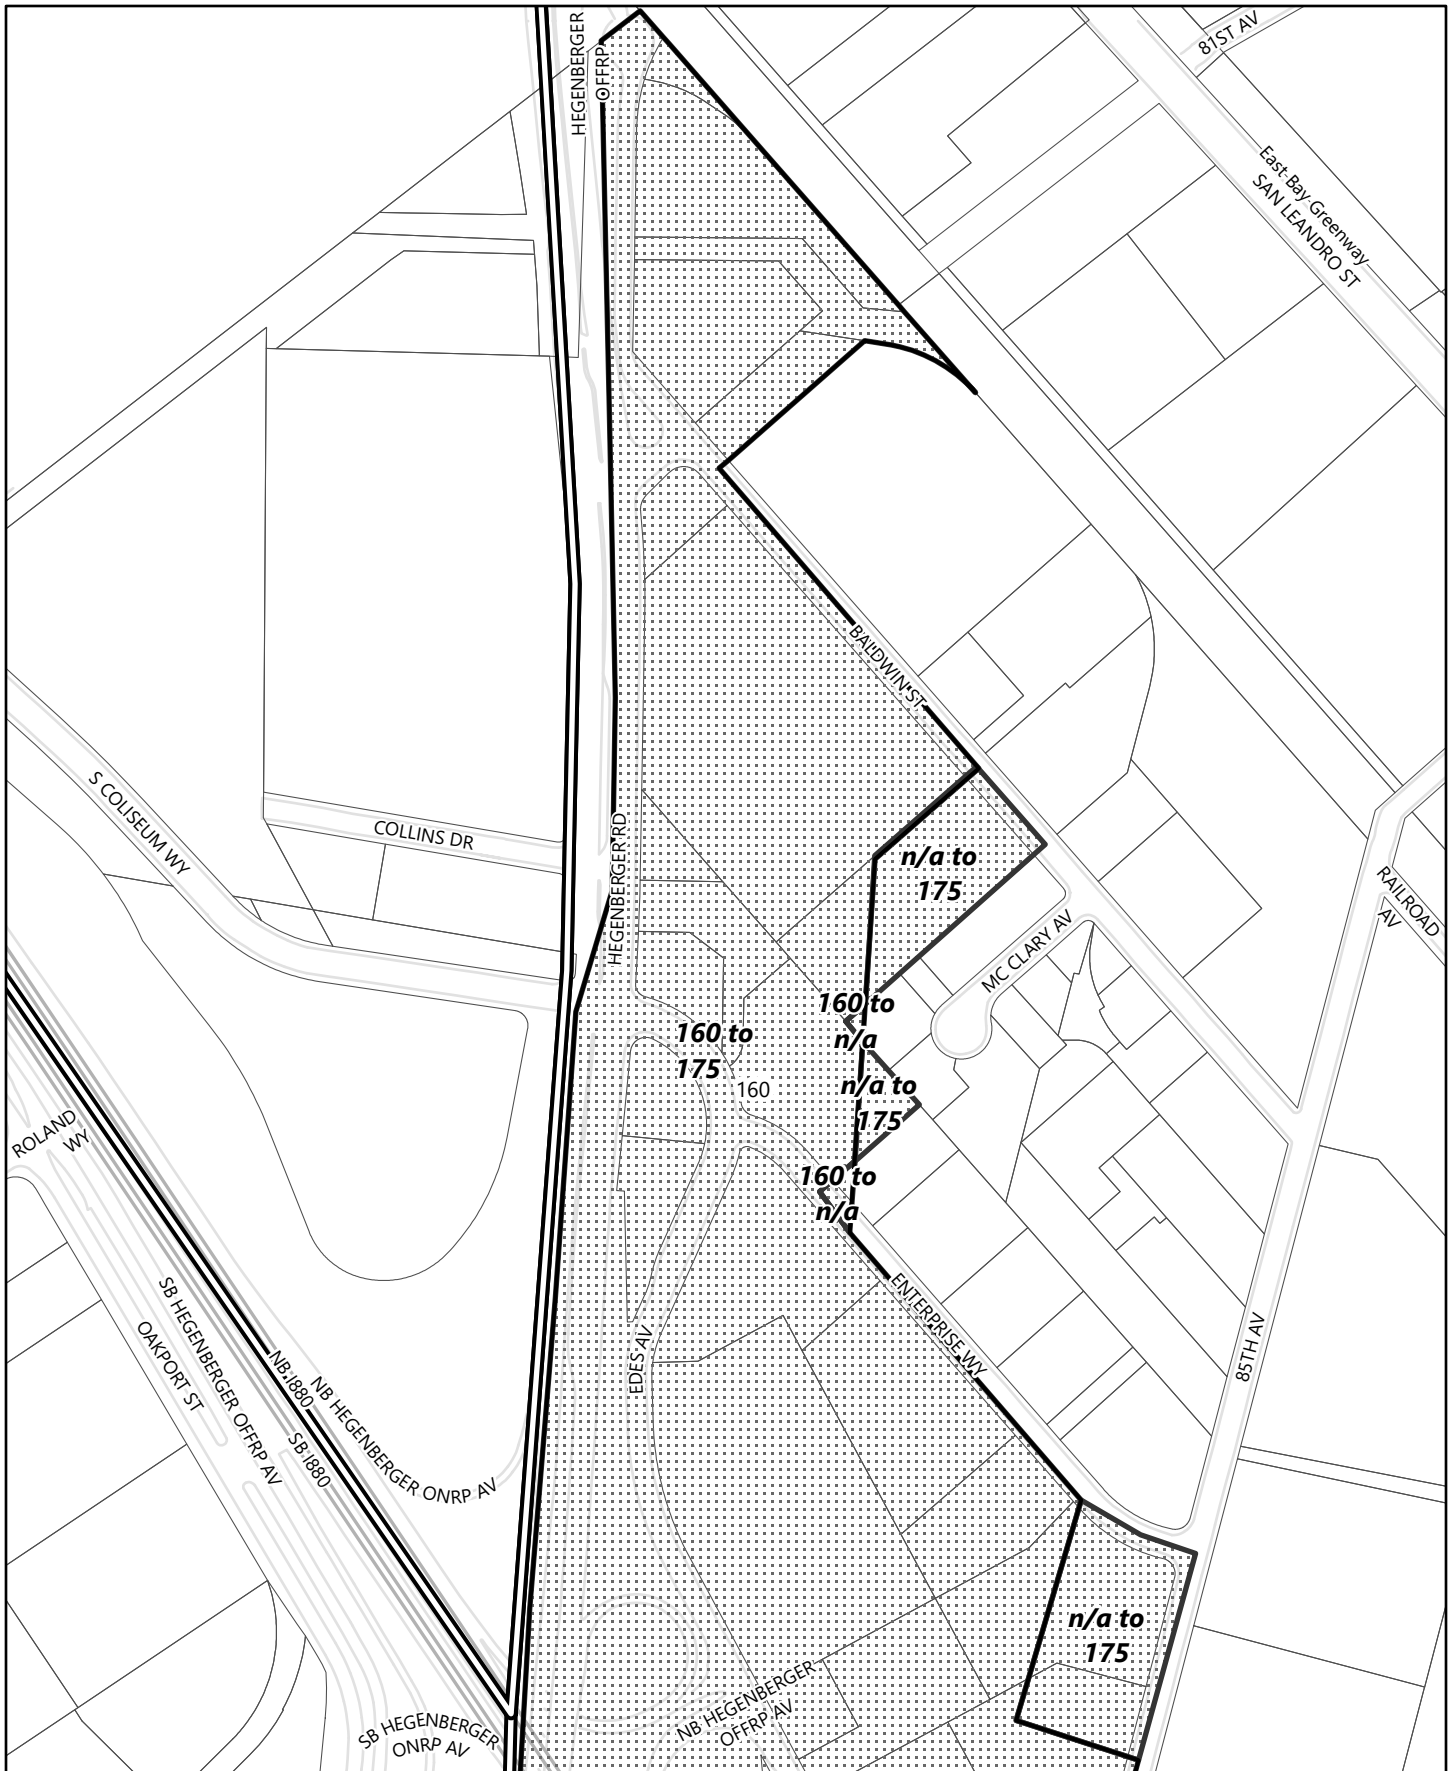 81ST AV
HEGENBERGER
OFFRP
East Bay Greenway
SAN LEANDRO ST
BALDWIN ST
S COLISEUM WY
COLLINS DR
HEGENBERGER RD
n/a to
175
RAILROAD
AV
MC CLARY AV
160 to
n/a
160 to
175
160
n/a to
175
ROLAND
WY
160 to
n/a
ENTERPRISE WY
85TH AV
EDES AV
SB HEGENBERGER OFFRP AV
OAKPORT ST
NB I880
SB I880
NB HEGENBERGER ONRP AV
n/a to
175
NB HEGENBERGER
OFFRP AV
SB HEGENBERGER
ONRP AV